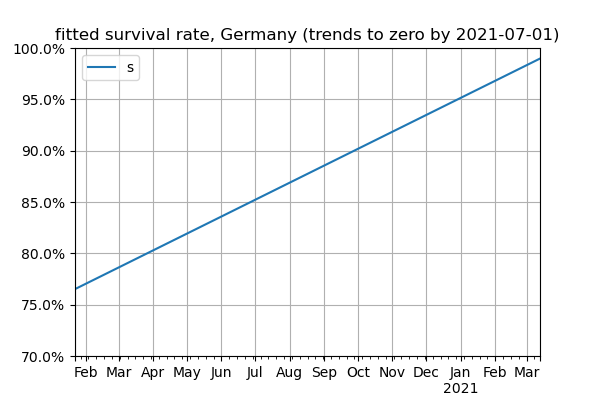 fitted survival rate, Germany (trends to zero by 2021-07-01)
100.0%
95.0%
90.0%
85.0%
80.0%
75.0%
70.0%
s
Feb Mar Apr May Jun Jul Aug Sep Oct Nov Dec Jan Feb Mar
2021